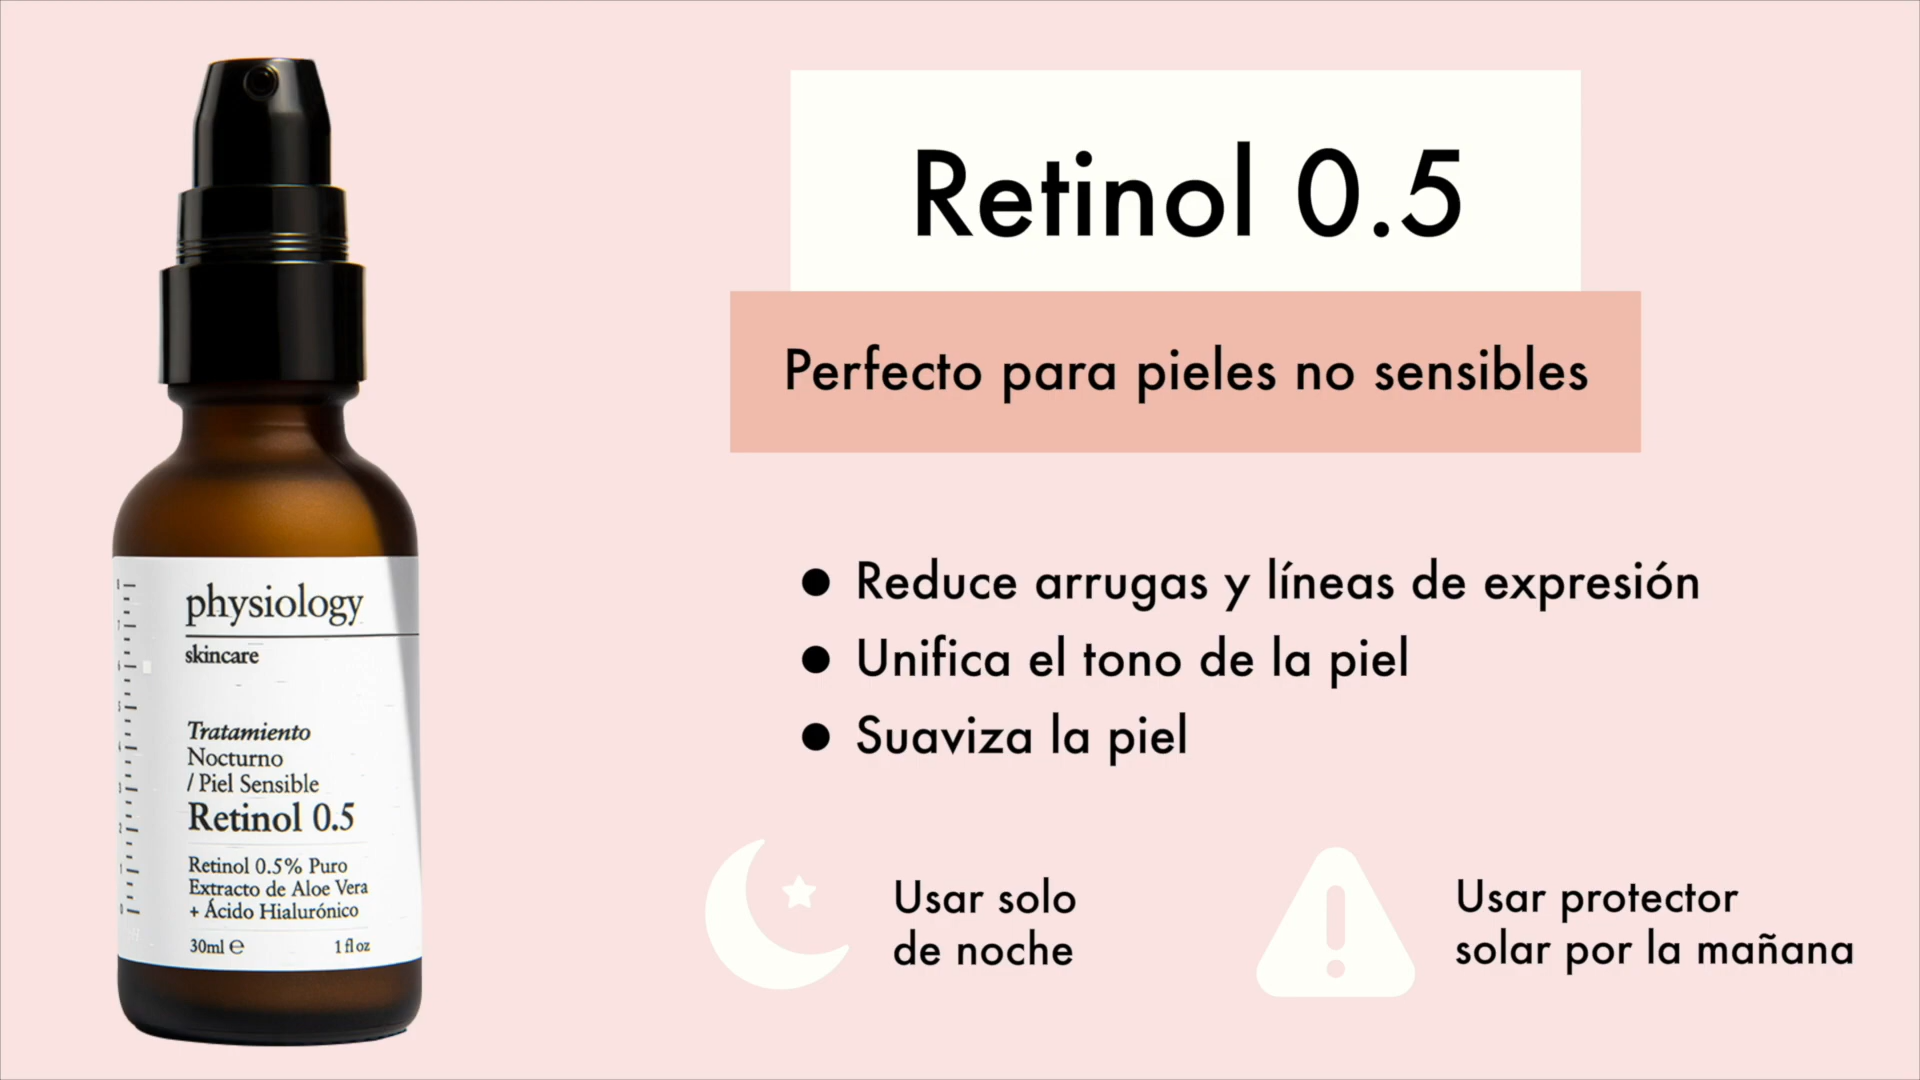 Retinol 0.5
Perfecto para pieles no sensibles
● Reduce arrugas y líneas de expresión
● Unifica el tono de la piel
● Suaviza la piel
Usar solo
de noche
Usar protector
solar por la mañana
physiology
skincare
Tratamiento
Nocturno
/ Piel Sensible
Retinol 0.5
Retinol 0.5% Puro
Extracto de Aloe Vera
+ Ácido Hialurónico
30ml ℮ 1 fl oz